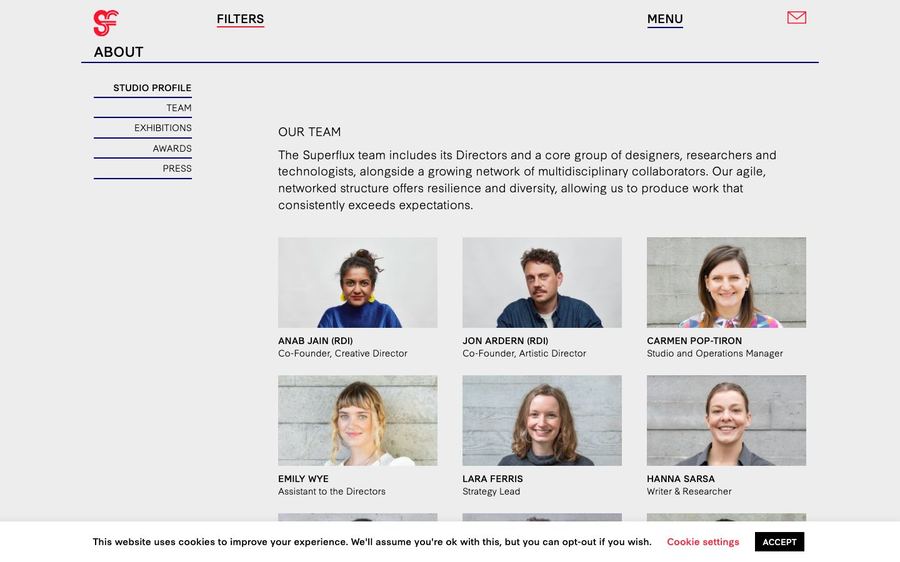 SF
FILTERS
MENU
ABOUT
STUDIO PROFILE
TEAM
EXHIBITIONS
AWARDS
PRESS
OUR TEAM
The Superflux team includes its Directors and a core group of designers, researchers and
technologists, alongside a growing network of multidisciplinary collaborators. Our agile,
networked structure offers resilience and diversity, allowing us to produce work that
consistently exceeds expectations.
ANAB JAIN (RDI)
Co-Founder, Creative Director
JON ARDERN (RDI)
Co-Founder, Artistic Director
CARMEN POP-TIRON
Studio and Operations Manager
EMILY WYE
Assistant to the Directors
LARA FERRIS
Strategy Lead
HANNA SARSA
Writer & Researcher
This website uses cookies to improve your experience. We'll assume you're ok with this, but you can opt-out if you wish.
Cookie settings
ACCEPT